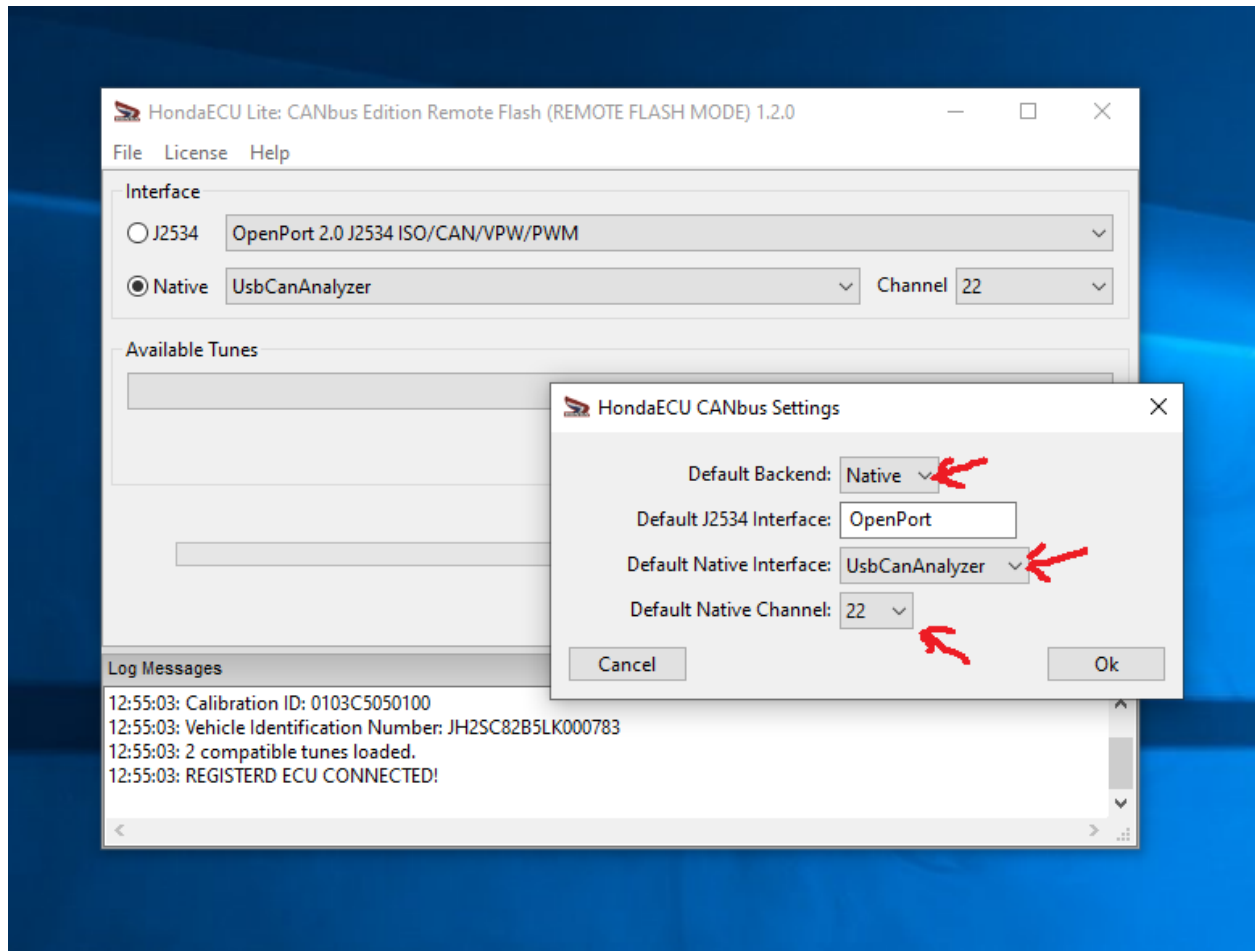 HondaECU Lite: CANbus Edition Remote Flash (REMOTE FLASH MODE) 1.2.0
File License Help
Interface
J2534 OpenPort 2.0 J2534 ISO/CAN/VPW/PWM
Native UsbCanAnalyzer Channel 22
Available Tunes
HondaECU CANbus Settings
Default Backend: Native
Default J2534 Interface: OpenPort
Default Native Interface: UsbCanAnalyzer
Default Native Channel: 22
Cancel Ok
Log Messages
12:55:03: Calibration ID: 0103C5050100
12:55:03: Vehicle Identification Number: JH2SC82B5LK000783
12:55:03: 2 compatible tunes loaded.
12:55:03: REGISTERD ECU CONNECTED!